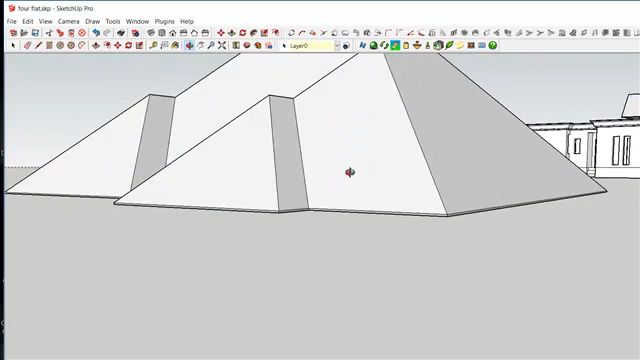 four flat.skp - SketchUp Pro
File Edit View Camera Draw Tools Window Plugins Help
Layer0